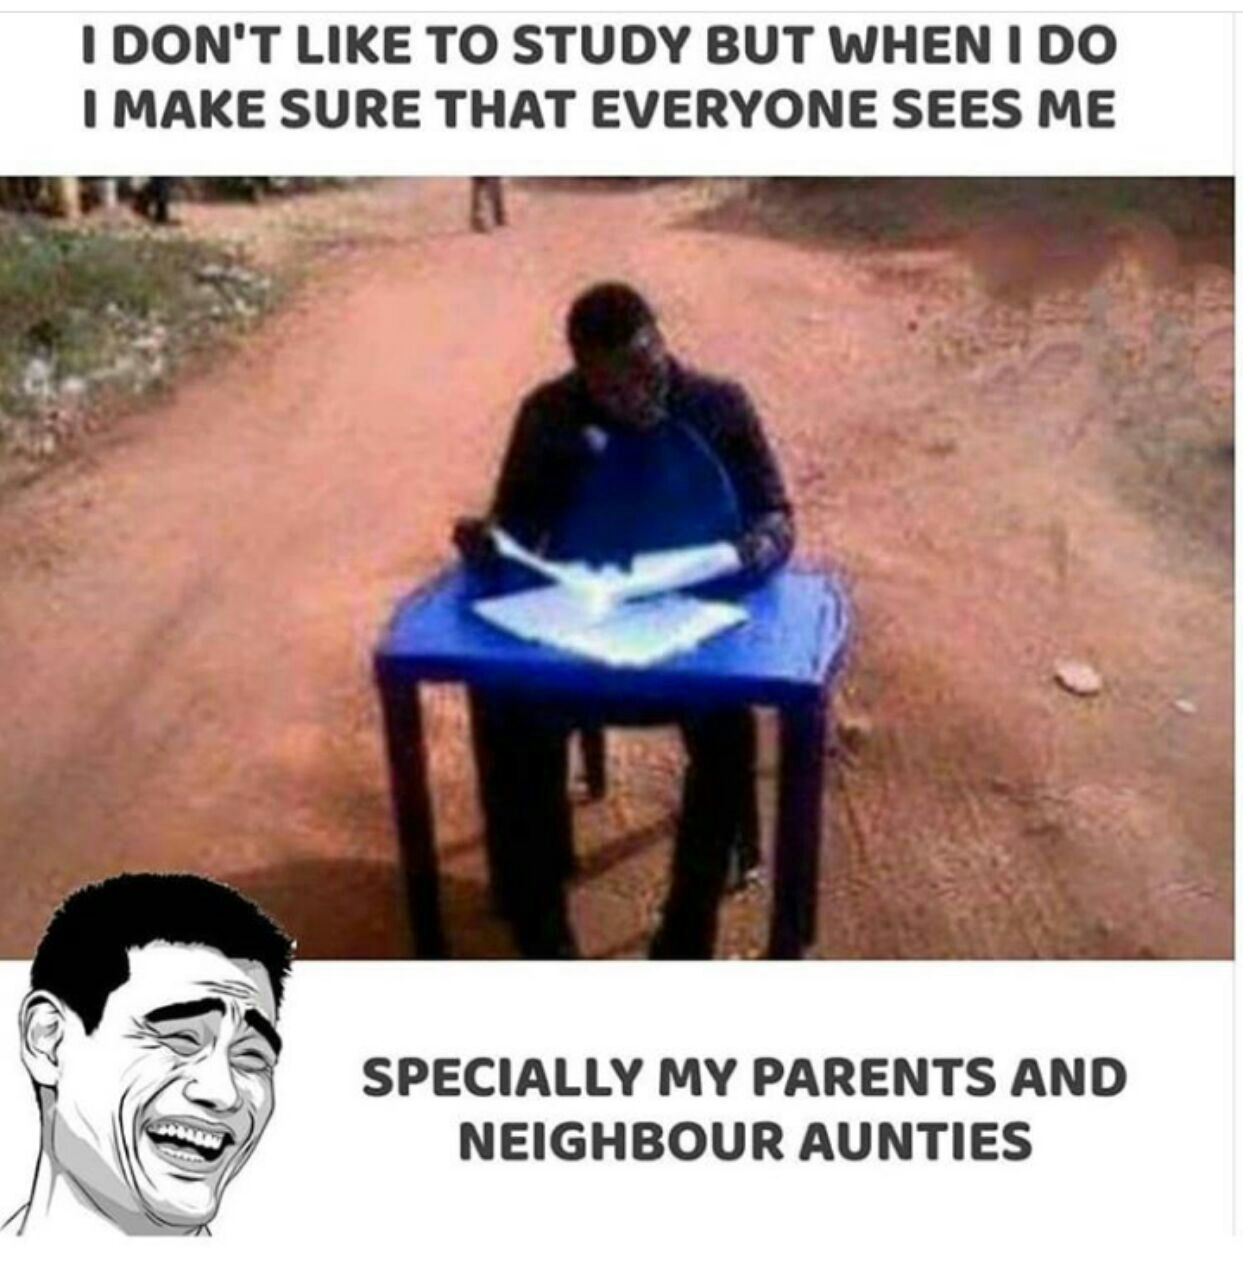 I DON'T LIKE TO STUDY BUT WHEN I DO
I MAKE SURE THAT EVERYONE SEES ME
SPECIALLY MY PARENTS AND
NEIGHBOUR AUNTIES